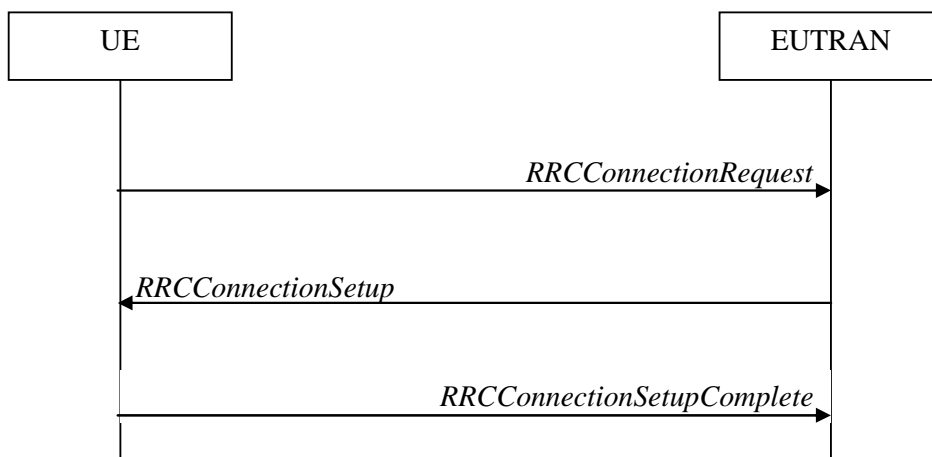 UE
EUTRAN
RRCConnectionRequest
RRCConnectionSetup
RRCConnectionSetupComplete